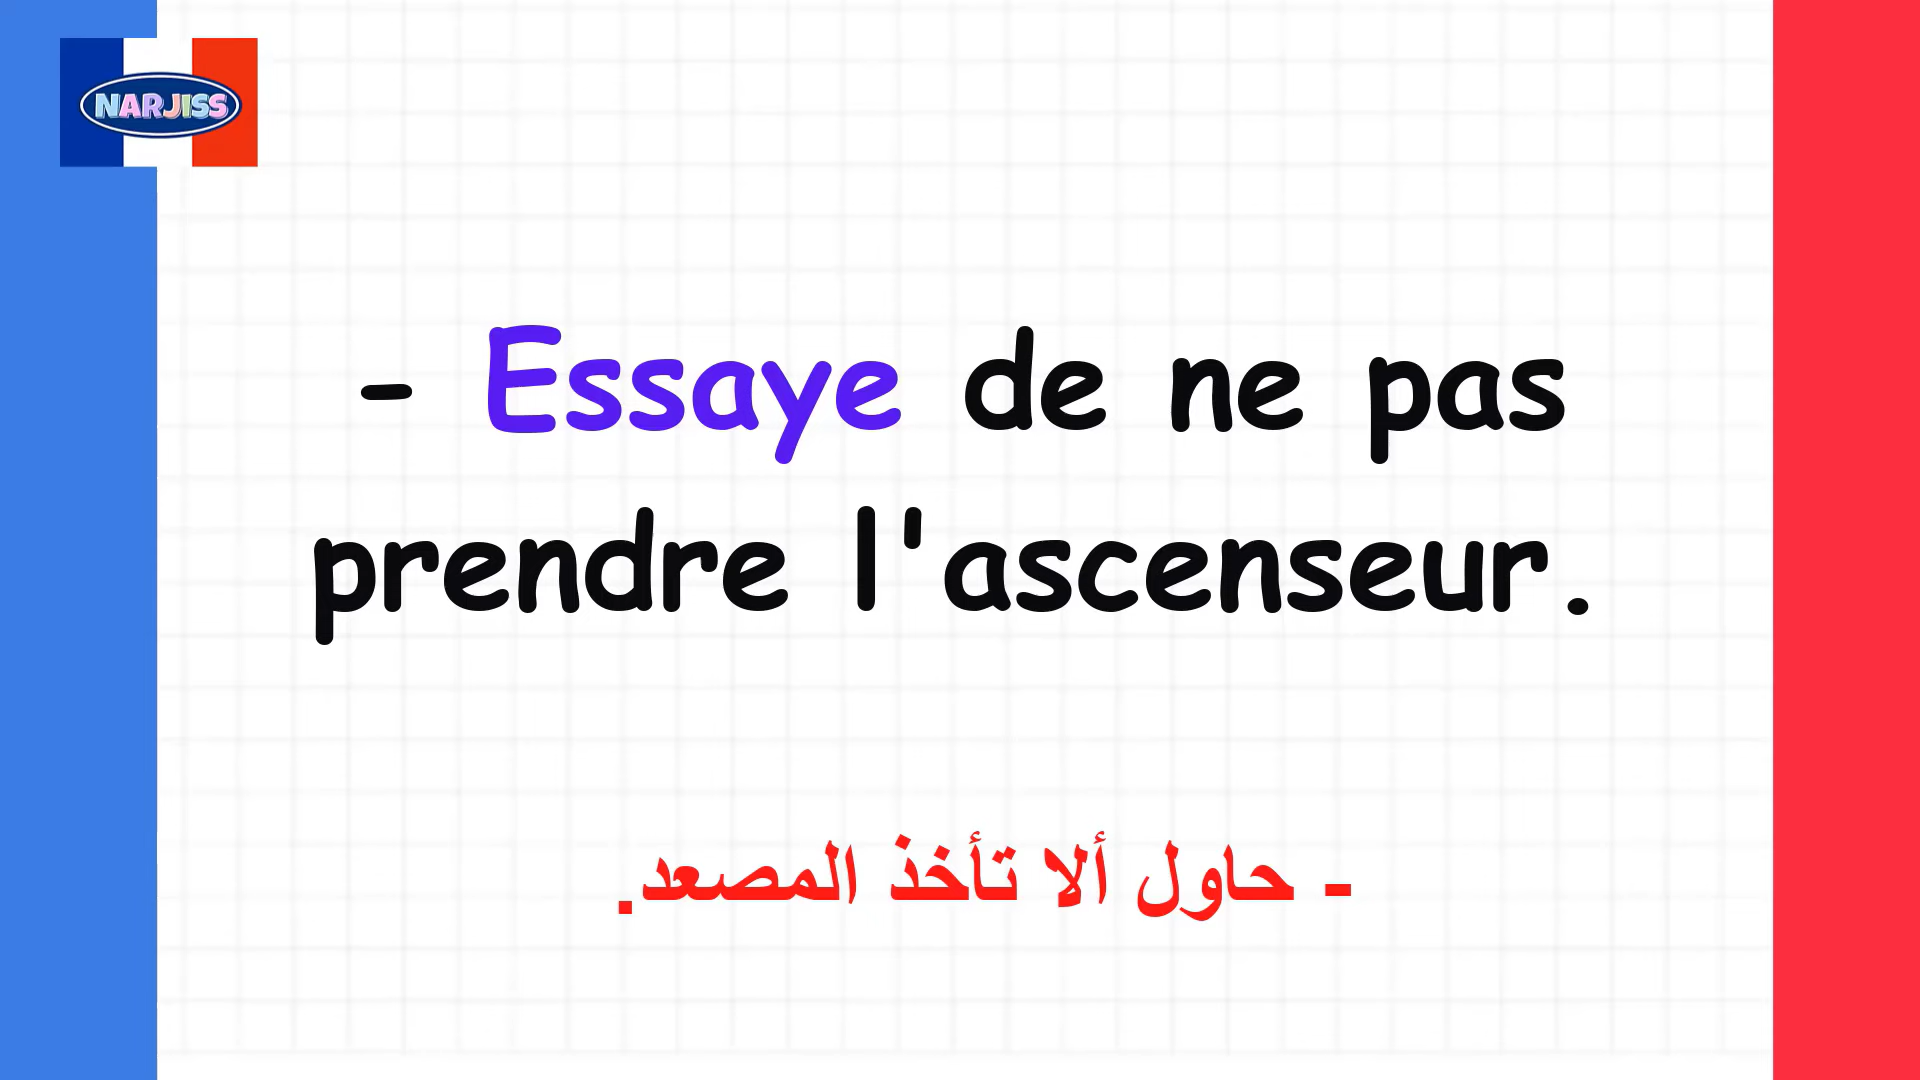 NARJISS
- Essaye de ne pas
prendre l'ascenseur.
- حاول ألا تأخذ المصعد.